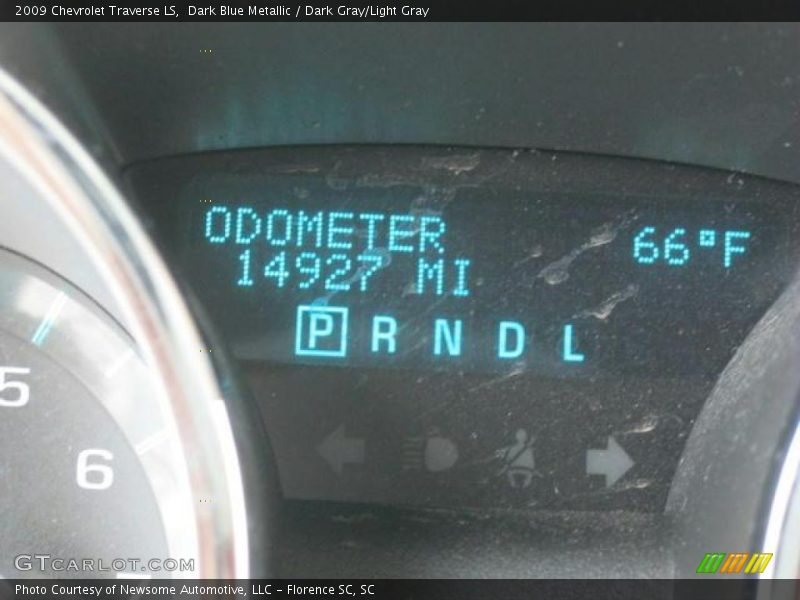 2009 Chevrolet Traverse LS,  Dark Blue Metallic / Dark Gray/Light Gray
ODOMETER
14927 MI
66°F
P R N D L
5
6
GTCARLOT.COM
Photo Courtesy of Newsome Automotive, LLC - Florence SC, SC